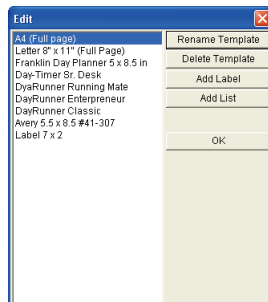 Edit
A4 (Full page)
Letter 8" x 11" (Full Page)
Franklin Day Planner 5 x 8.5 in
Day-Timer Sr. Desk
DyaRunner Running Mate
DayRunner Enterpreneur
DayRunner Classic
Avery 5.5 x 8.5 #41-307
Label 7 x 2
Rename Template
Delete Template
Add Label
Add List
OK